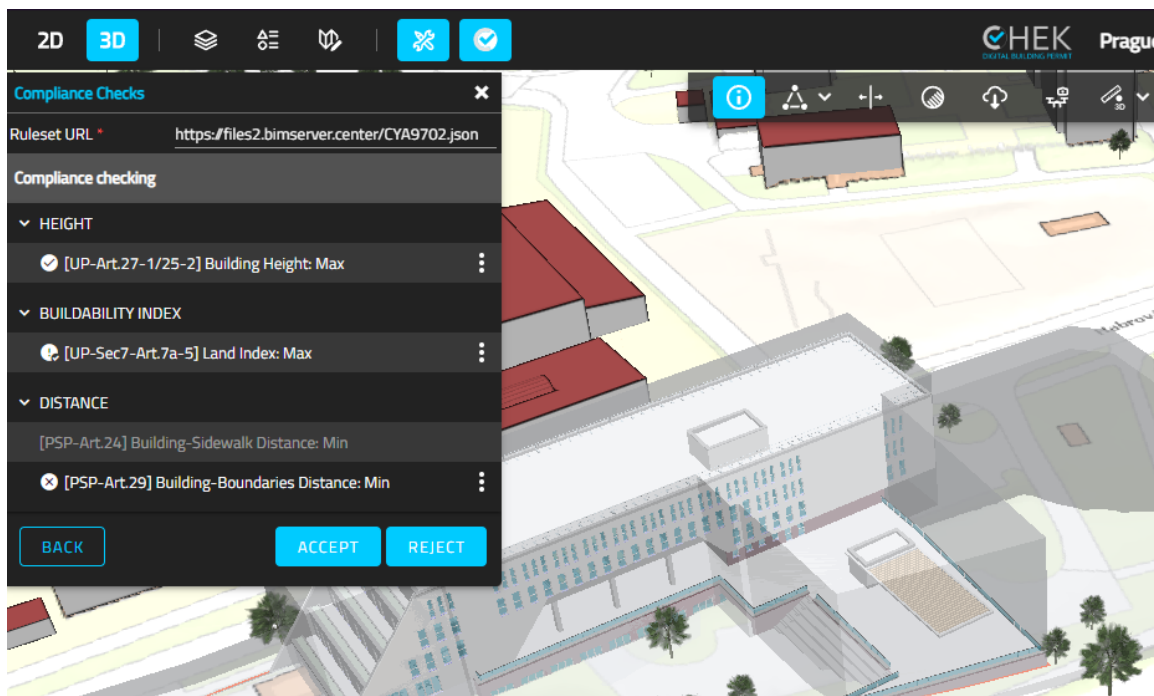 2D
3D
CHEK
DIGITAL BUILDING PERMIT
Prague
Compliance Checks
Ruleset URL *
https://files2.bimserver.center/CYA9702.json
3D
Compliance checking
HEIGHT
[UP-Art.27-1/25-2] Building Height: Max
BUILDABILITY INDEX
[UP-Sec7-Art.7a-5] Land Index: Max
DISTANCE
[PSP-Art.24] Building-Sidewalk Distance: Min
[PSP-Art.29] Building-Boundaries Distance: Min
BACK
ACCEPT
REJECT